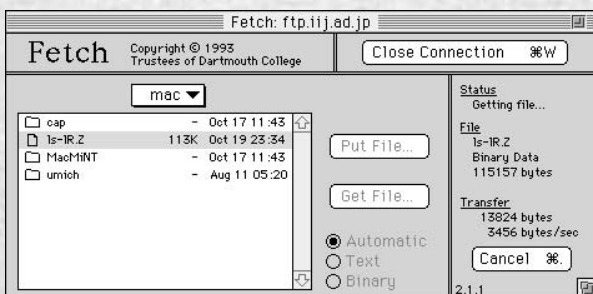 Fetch: ftp.iij.ad.jp
Fetch
Copyright © 1993
Trustees of Dartmouth College
Close Connection ⌘W
mac
cap - Oct 17 11:43
ls-lR.Z 113K Oct 19 23:34
MacMiNT - Oct 17 11:43
umich - Aug 11 05:20
Put File...
Get File...
Automatic
Text
Binary
Status
Getting file...
File
ls-lR.Z
Binary Data
115157 bytes
Transfer
13824 bytes
3456 bytes/sec
Cancel ⌘.
2.1.1